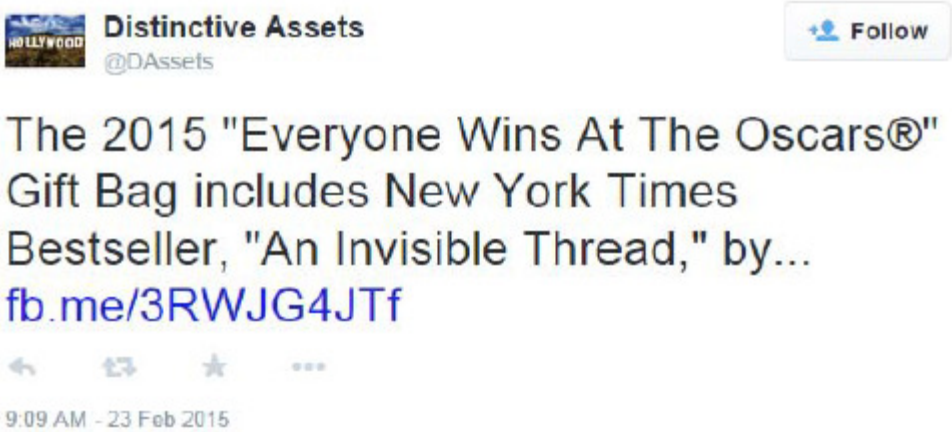 HOLLYWOOD
Distinctive Assets
@DAssets
Follow
The 2015 "Everyone Wins At The Oscars®"
Gift Bag includes New York Times
Bestseller, "An Invisible Thread," by...
fb.me/3RWJG4JTf
9:09 AM - 23 Feb 2015